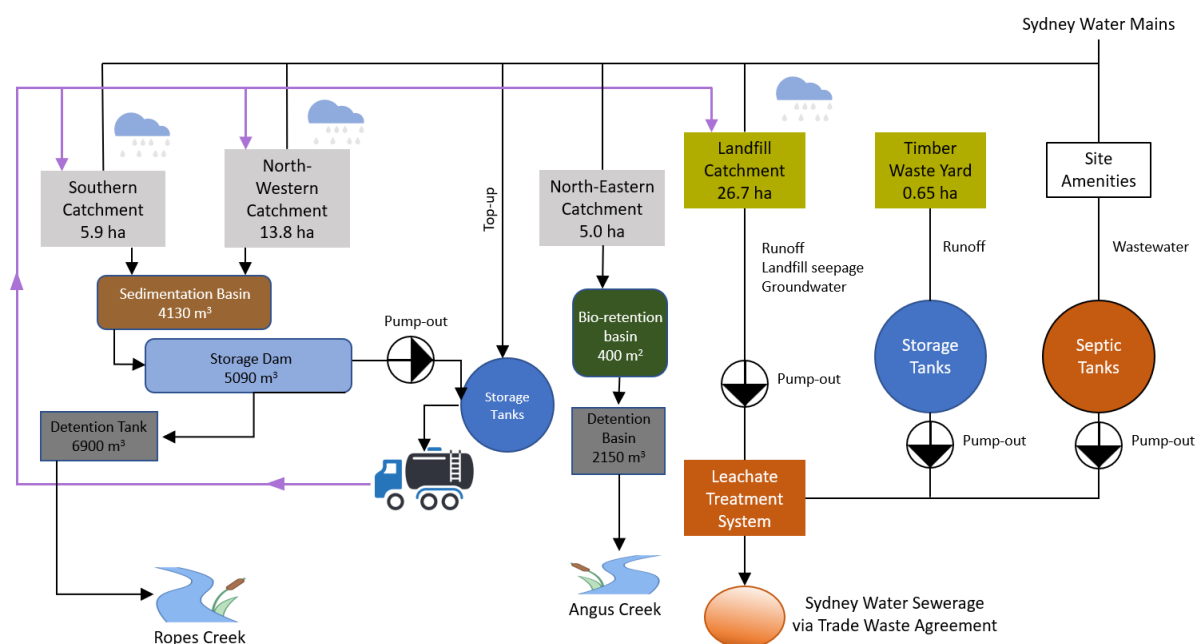 Sydney Water Mains
Southern
Catchment
5.9 ha
North-
Western
Catchment
13.8 ha
Top-up
North-Eastern
Catchment
5.0 ha
Landfill
Catchment
26.7 ha
Timber
Waste Yard
0.65 ha
Site
Amenities
Runoff
Landfill seepage
Groundwater
Runoff
Wastewater
Sedimentation Basin
4130 m³
Storage Dam
5090 m³
Pump-out
Storage
Tanks
Bio-retention
basin
400 m²
Pump-out
Storage
Tanks
Septic
Tanks
Detention Tank
6900 m³
Detention
Basin
2150 m³
Pump-out
Pump-out
Leachate
Treatment
System
Ropes Creek
Angus Creek
Sydney Water Sewerage
via Trade Waste Agreement